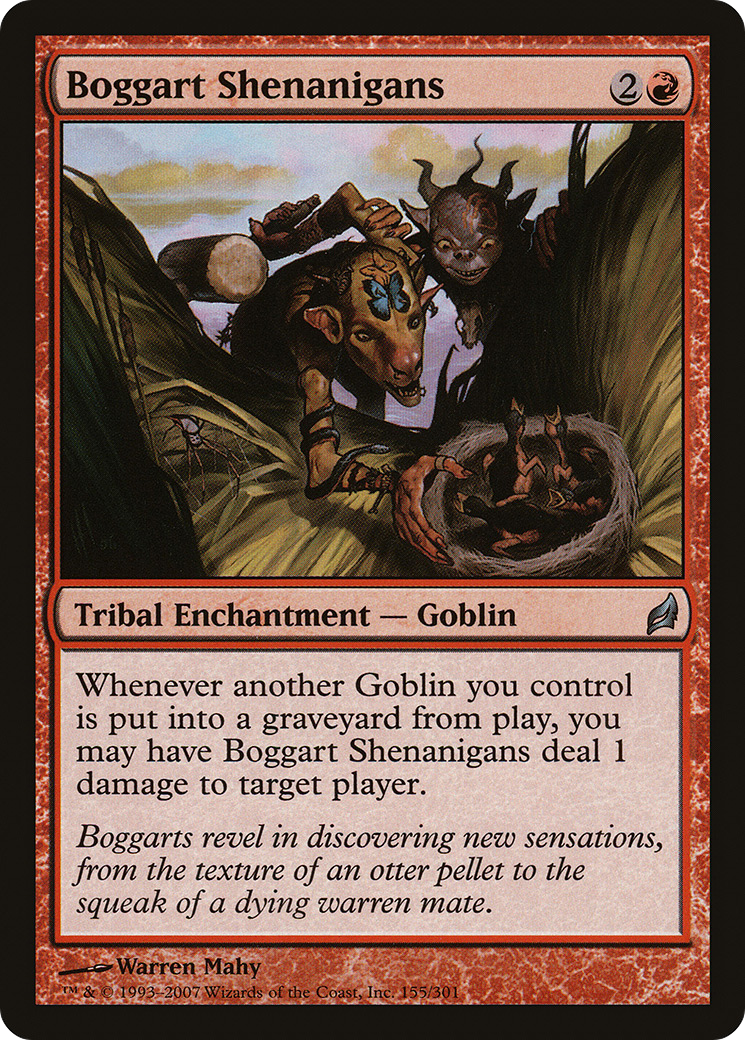 Boggart Shenanigans 2
Tribal Enchantment — Goblin
Whenever another Goblin you control
is put into a graveyard from play, you
may have Boggart Shenanigans deal 1
damage to target player.
Boggarts revel in discovering new sensations,
from the texture of an otter pellet to the
squeak of a dying warren mate.
Warren Mahy
™ & © 1993–2007 Wizards of the Coast, Inc. 155/301